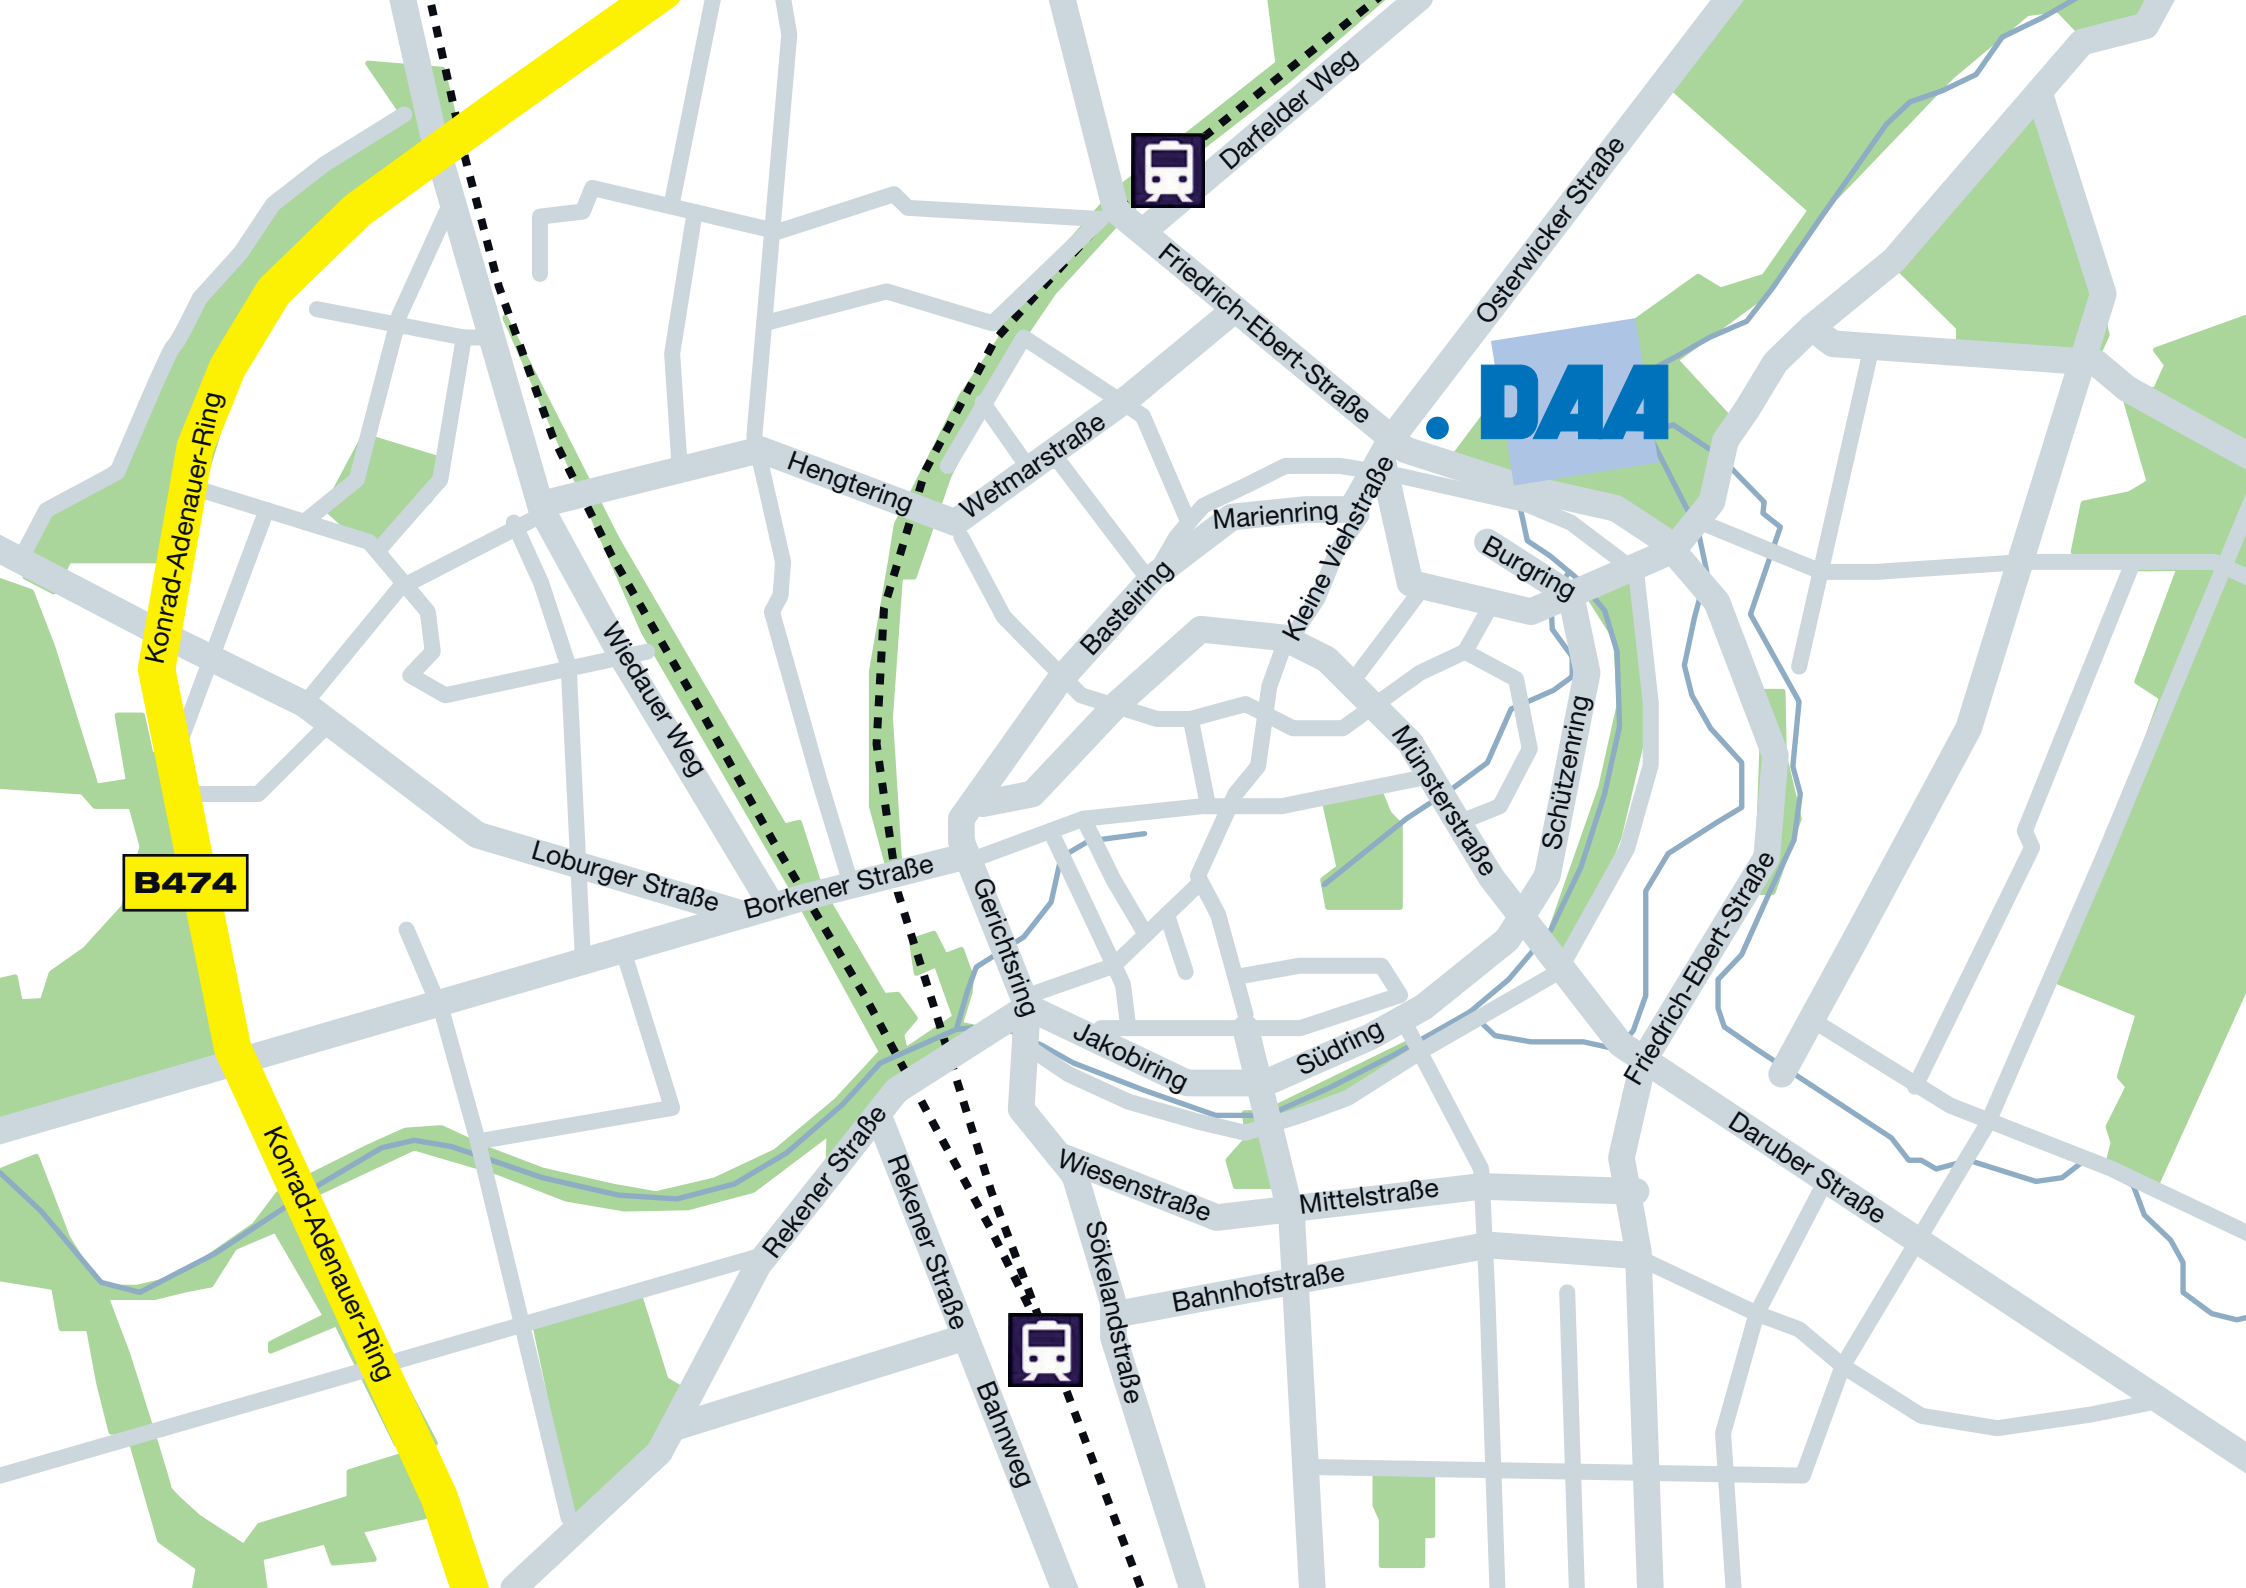 Darfelder Weg
Osterwicker Straße
Friedrich-Ebert-Straße
DAA
Konrad-Adenauer-Ring
Hengtering
Wetmarstraße
Marienring
Kleine Viehstraße
Burgring
Basteiring
Wiedauer Weg
Münsterstraße
Schützenring
Loburger Straße
Borkener Straße
B474
Gerichtsring
Friedrich-Ebert-Straße
Jakobiring
Südring
Rekener Straße
Rekener Straße
Wiesenstraße
Mittelstraße
Daruber Straße
Konrad-Adenauer-Ring
Sökelandstraße
Bahnhofstraße
Bahnweg